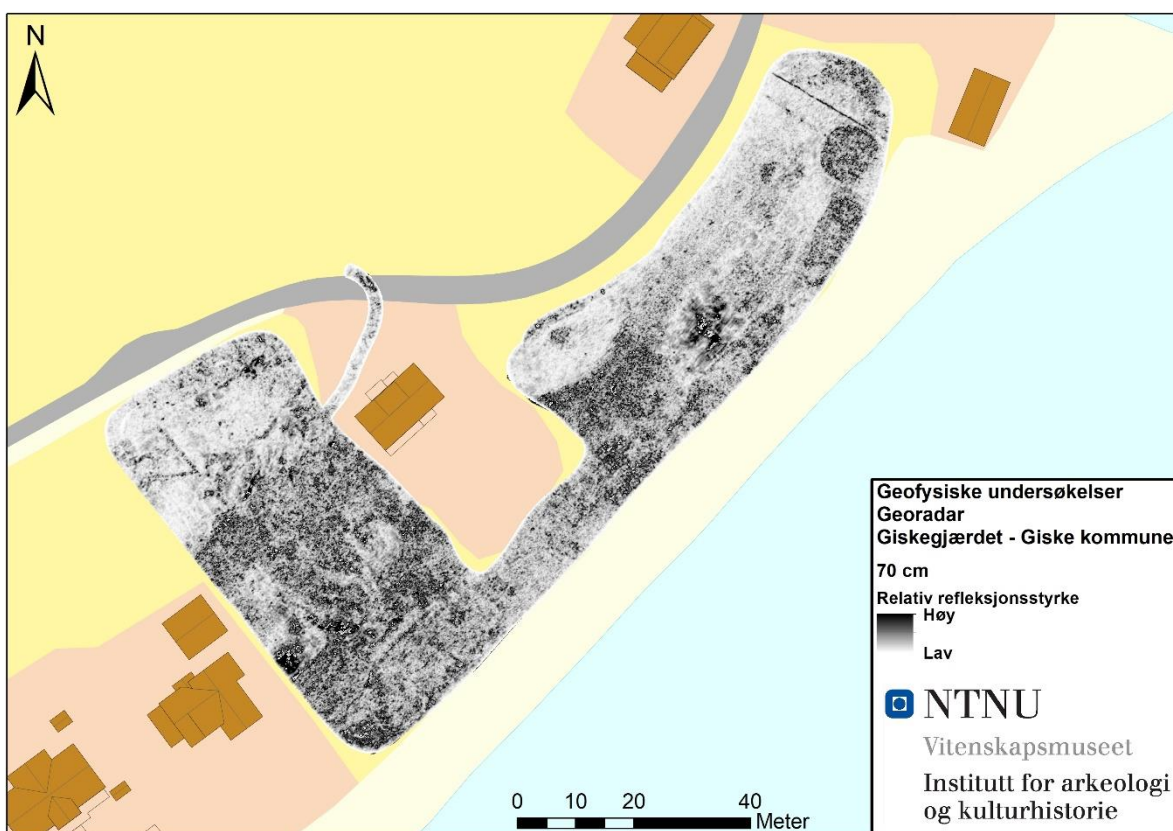 N
Geofysiske undersøkelser
Georadar
Giskegjærdet - Giske kommune
70 cm
Relativ refleksjonsstyrke
Høy
Lav
NTNU
Vitenskapsmuseet
Institutt for arkeologi
og kulturhistorie
0 10 20 40
Meter